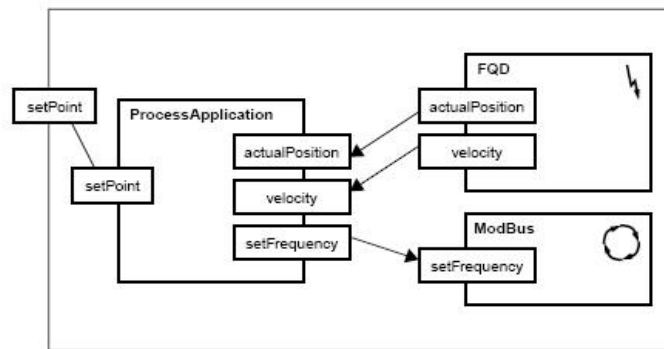 FQD
setPoint
actualPosition
ProcessApplication
actualPosition
velocity
setPoint
velocity
ModBus
setFrequency
setFrequency